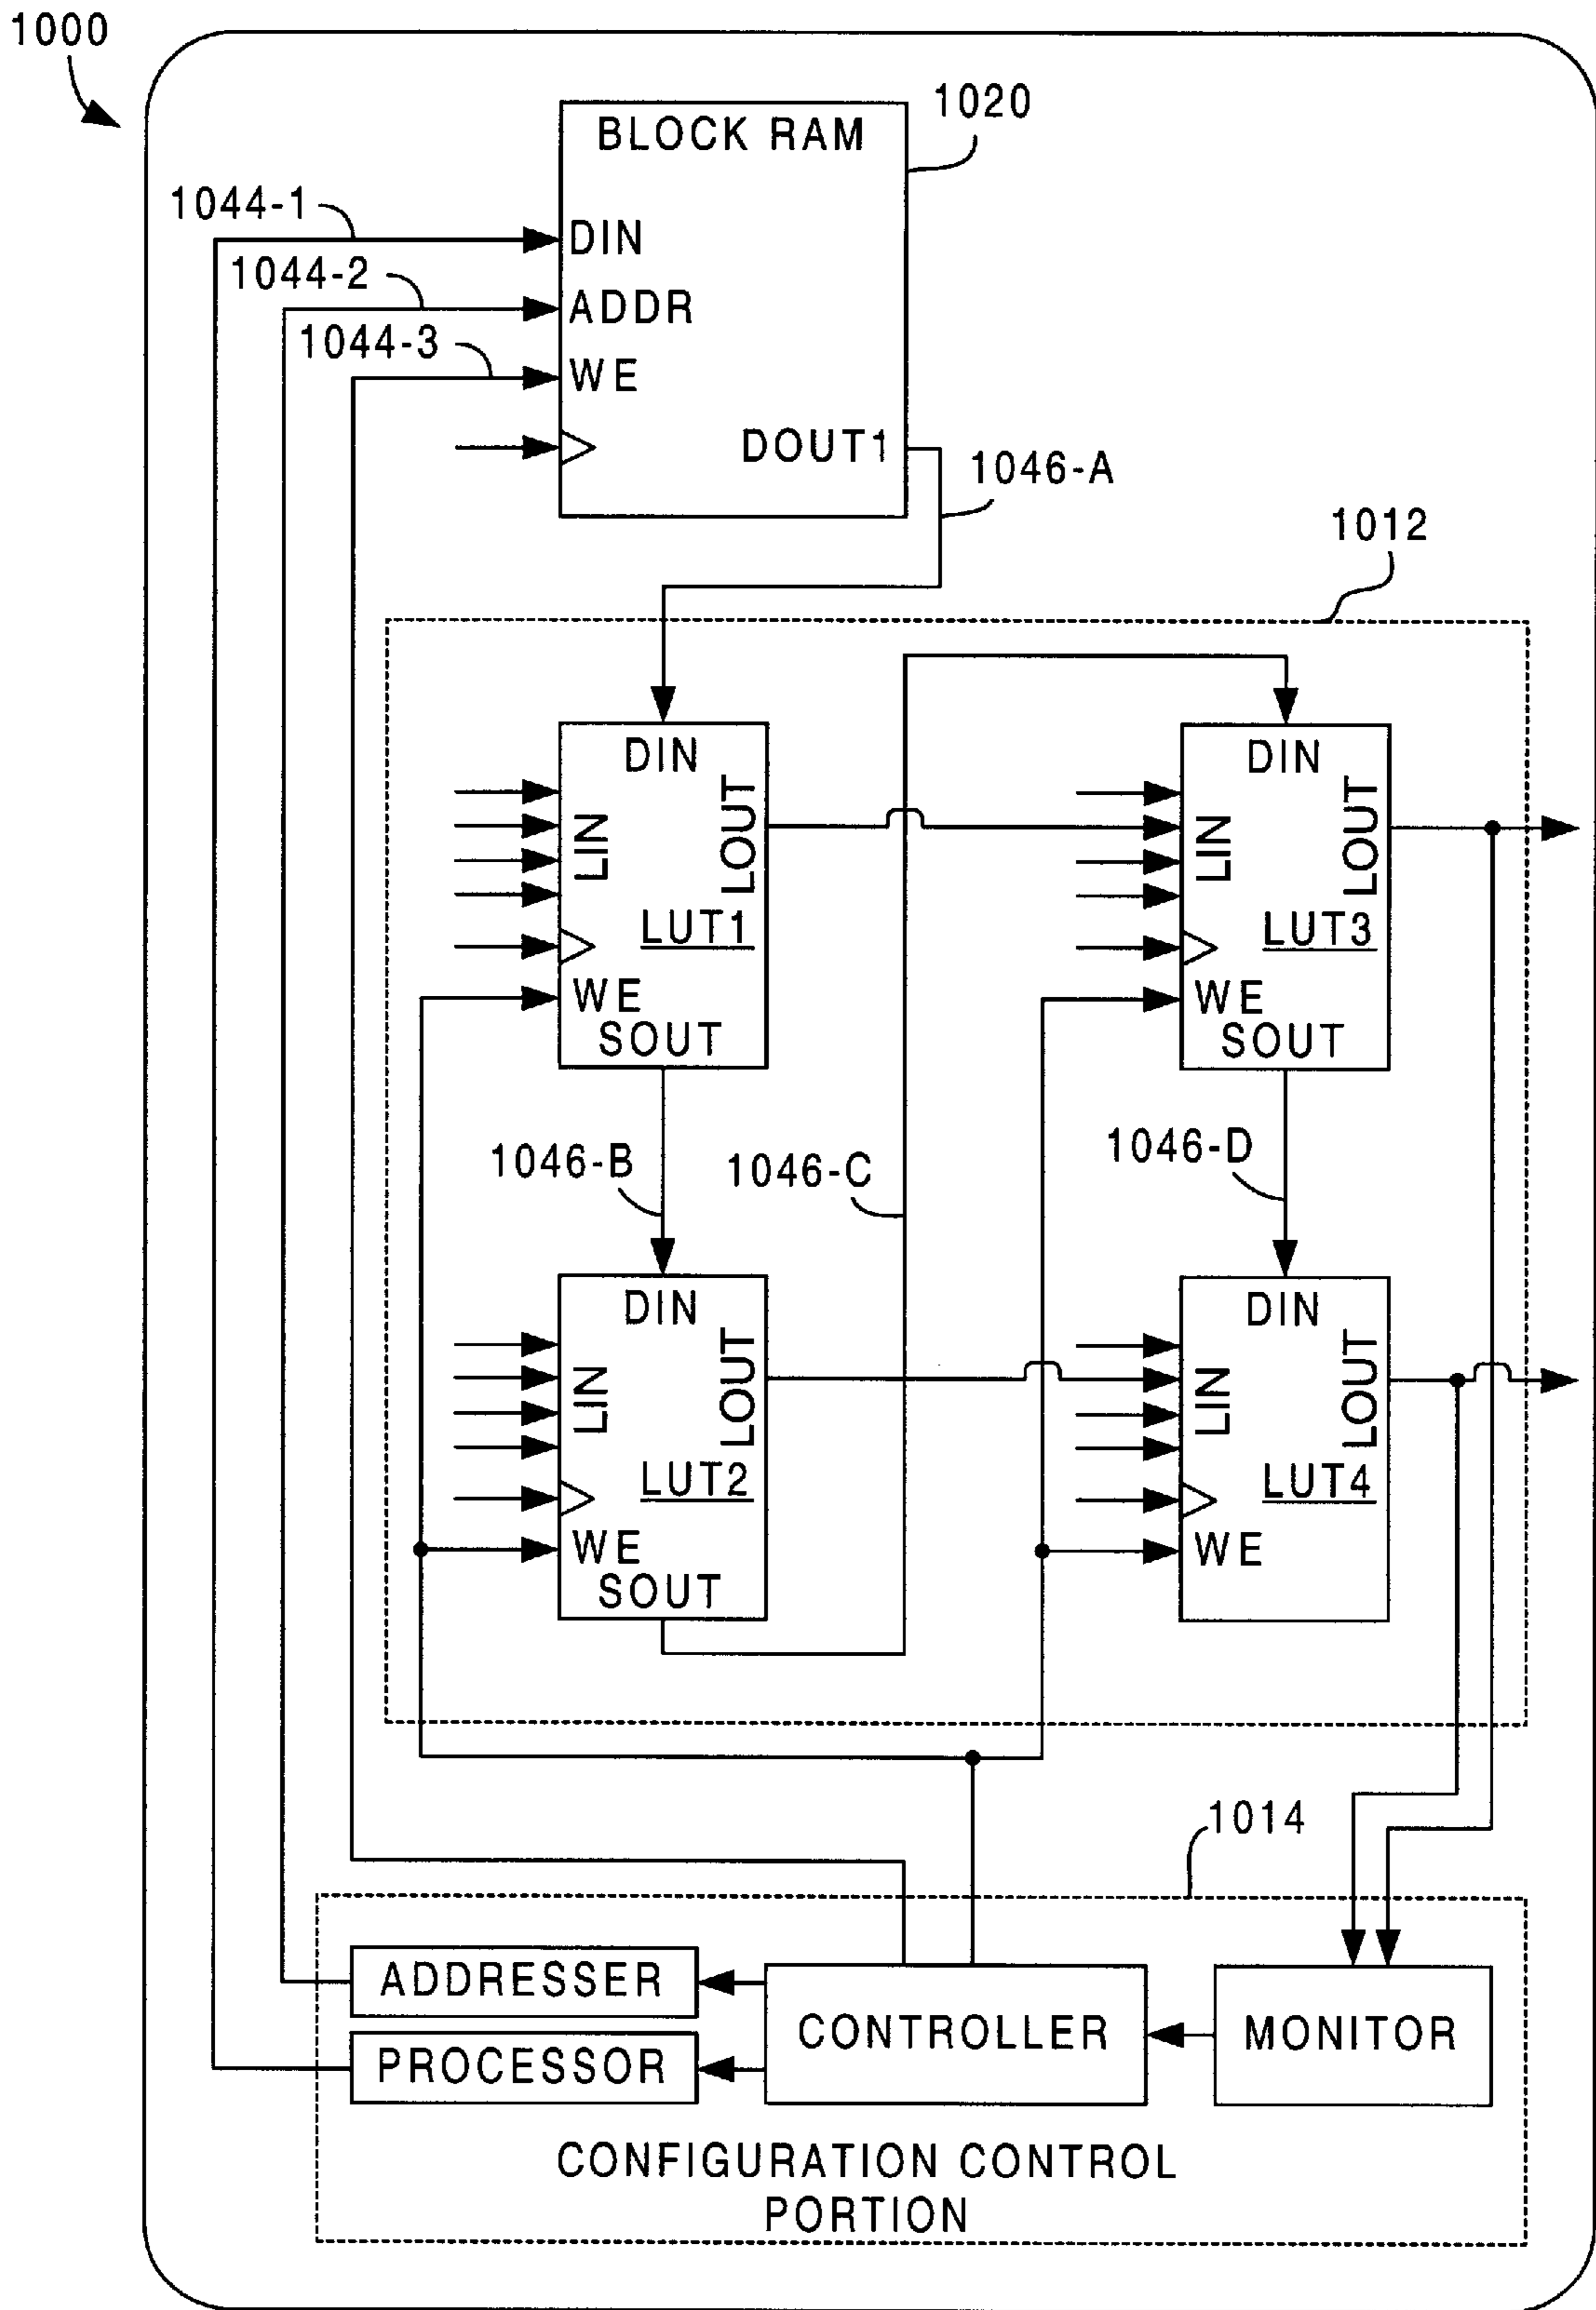 1000
BLOCK RAM
1020
1044-1
DIN
1044-2
ADDR
1044-3
WE
DOUT1
1046-A
1012
DIN
LIN
LOUT
LUT1
WE
SOUT
DIN
LIN
LOUT
LUT3
WE
SOUT
1046-B
1046-C
1046-D
DIN
LIN
LOUT
LUT2
WE
SOUT
DIN
LIN
LOUT
LUT4
WE
1014
ADDRESSER
PROCESSOR
CONTROLLER
MONITOR
CONFIGURATION CONTROL
PORTION